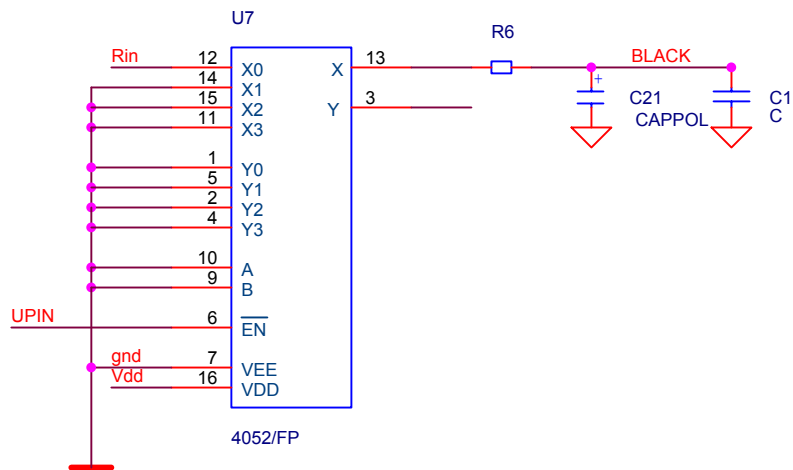 U7
R6
Rin 12 X0 X 13 BLACK
14 X1
15 X2 Y 3 + C21 C1
11 X3 CAPPOL C
1 Y0
5 Y1
2 Y2
4 Y3
10 A
9 B
UPIN 6 EN
gnd 7 VEE
Vdd 16 VDD
4052/FP